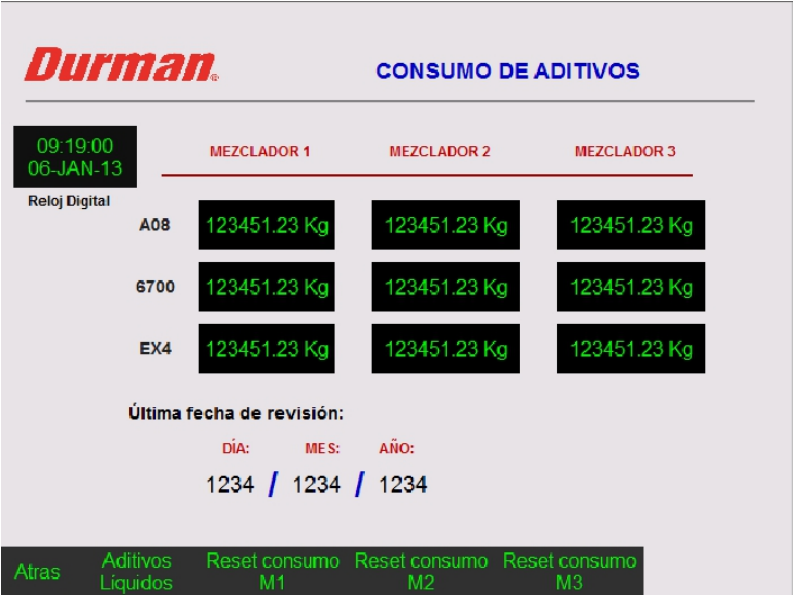 Durman®
CONSUMO DE ADITIVOS
09:19:00
06-JAN-13
Reloj Digital
MEZCLADOR 1 MEZCLADOR 2 MEZCLADOR 3
A08 123451.23 Kg 123451.23 Kg 123451.23 Kg
6700 123451.23 Kg 123451.23 Kg 123451.23 Kg
EX4 123451.23 Kg 123451.23 Kg 123451.23 Kg
Última fecha de revisión:
DÍA: MES: AÑO:
1234 / 1234 / 1234
Atras
Aditivos
Líquidos
Reset consumo
M1
Reset consumo
M2
Reset consumo
M3